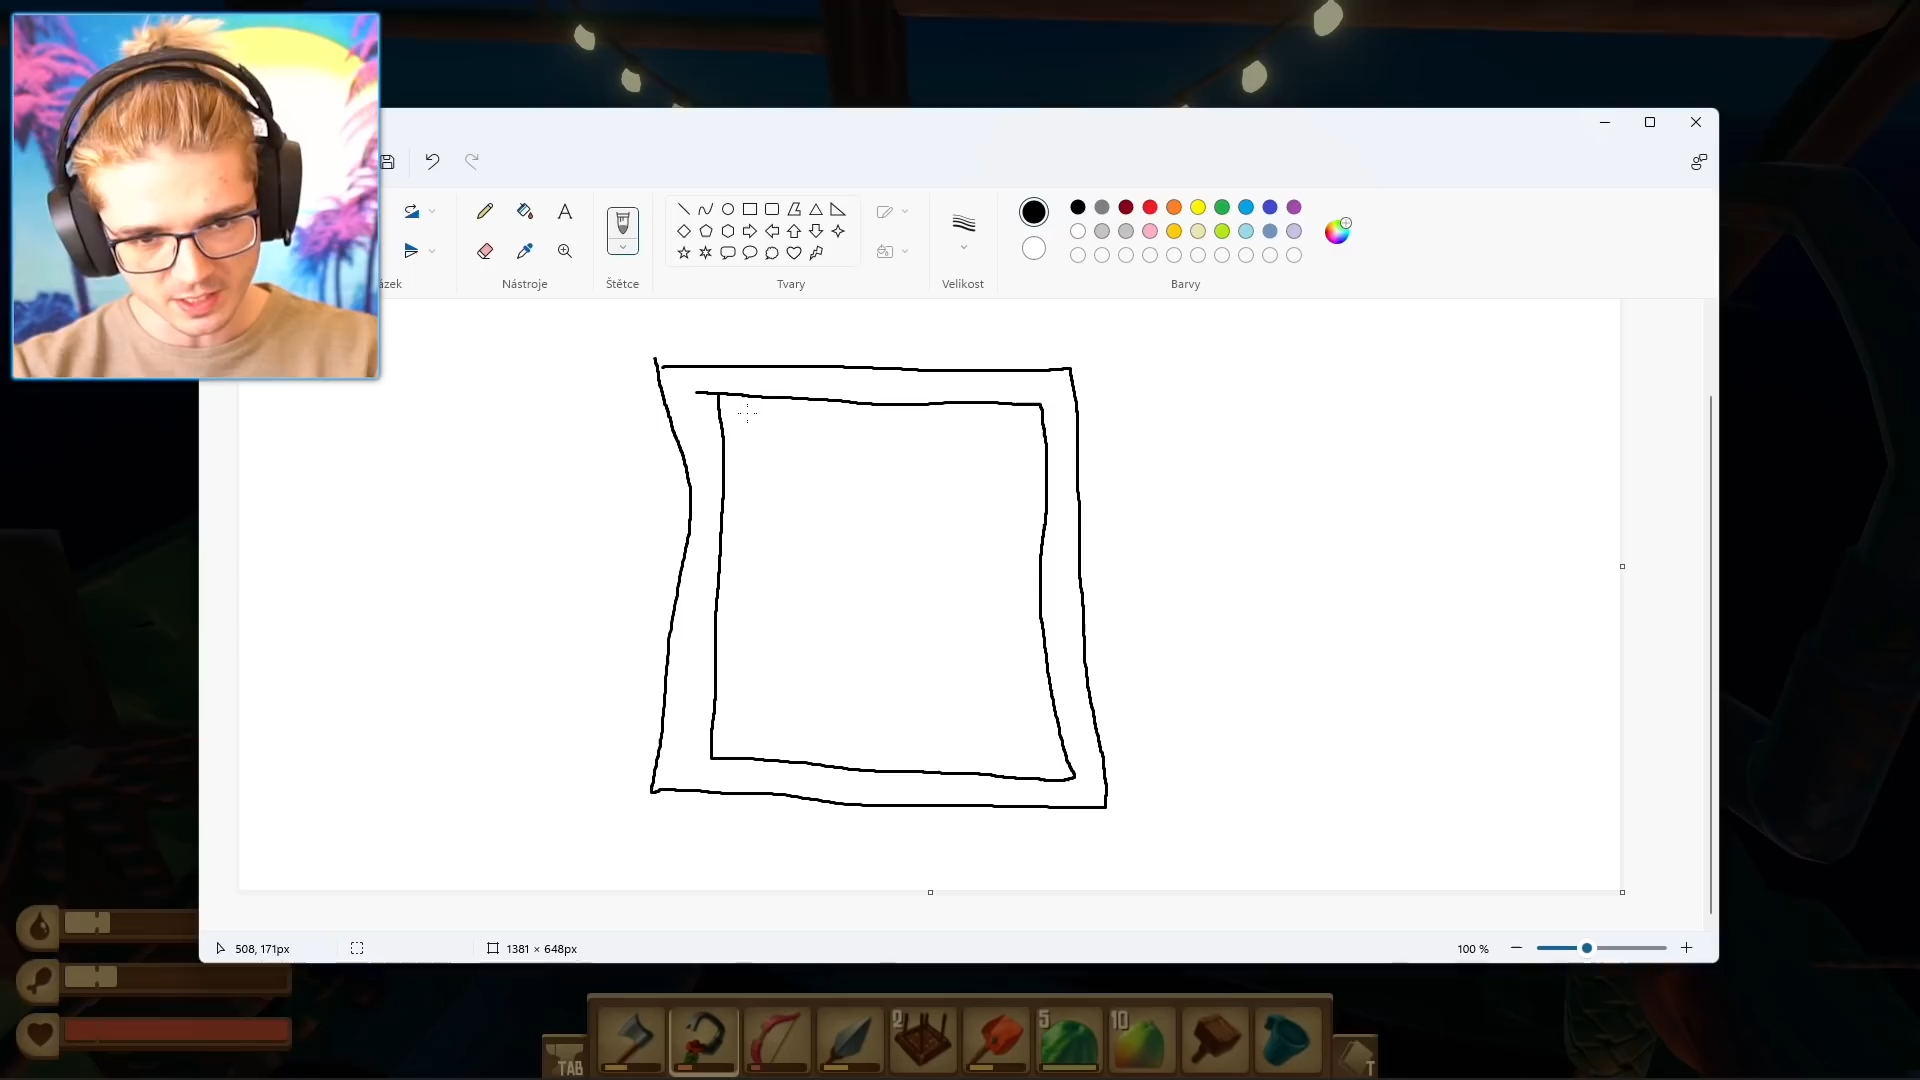 ázek
Nástroje
Štětce
Tvary
Velikost
Barvy
508, 171px
1381 × 648px
100 %
2
5
10
TAB
T